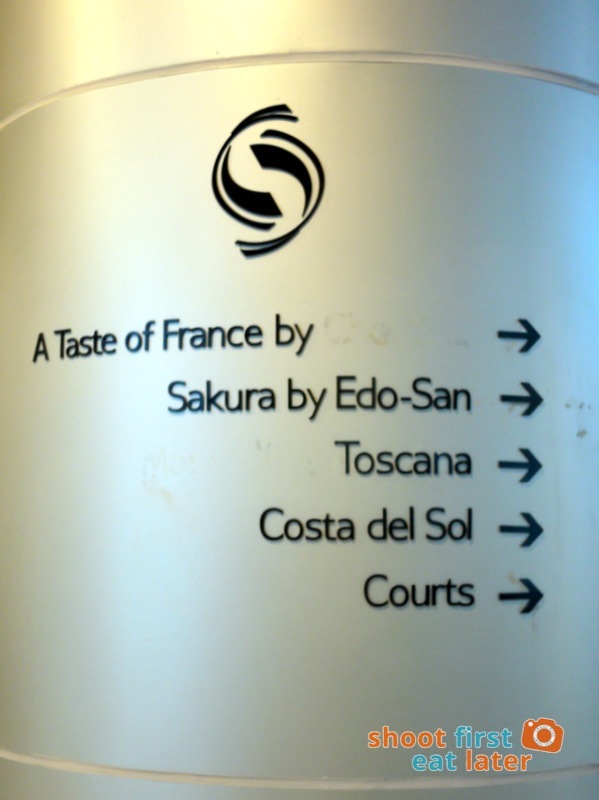 A Taste of France by
Sakura by Edo-San
Toscana
Costa del Sol
Courts
shoot first
eat later